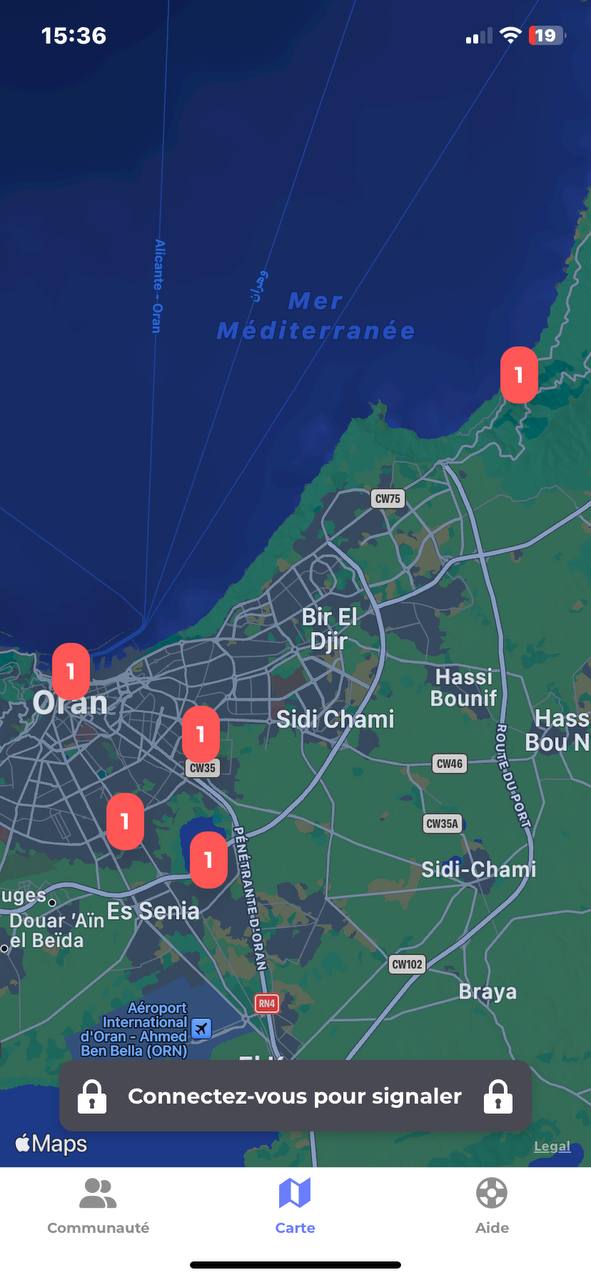 15:36
19
Alicante - Oran
وهران
Mer
Méditerranée
1
CW75
Bir El
Djir
1
Oran
Hassi
Bounif
Sidi Chami
Hass
Bou N
1
CW35
CW46
ROUTE DU PORT
1
CW35A
1
PÉNÉTRANTE D'ORAN
Sidi-Chami
uges
Es Senia
Douar 'Aïn
el Beïda
CW102
Braya
RN4
Aéroport
International
d'Oran - Ahmed
Ben Bella (ORN)
Connectez-vous pour signaler
Maps
Legal
Communauté
Carte
Aide